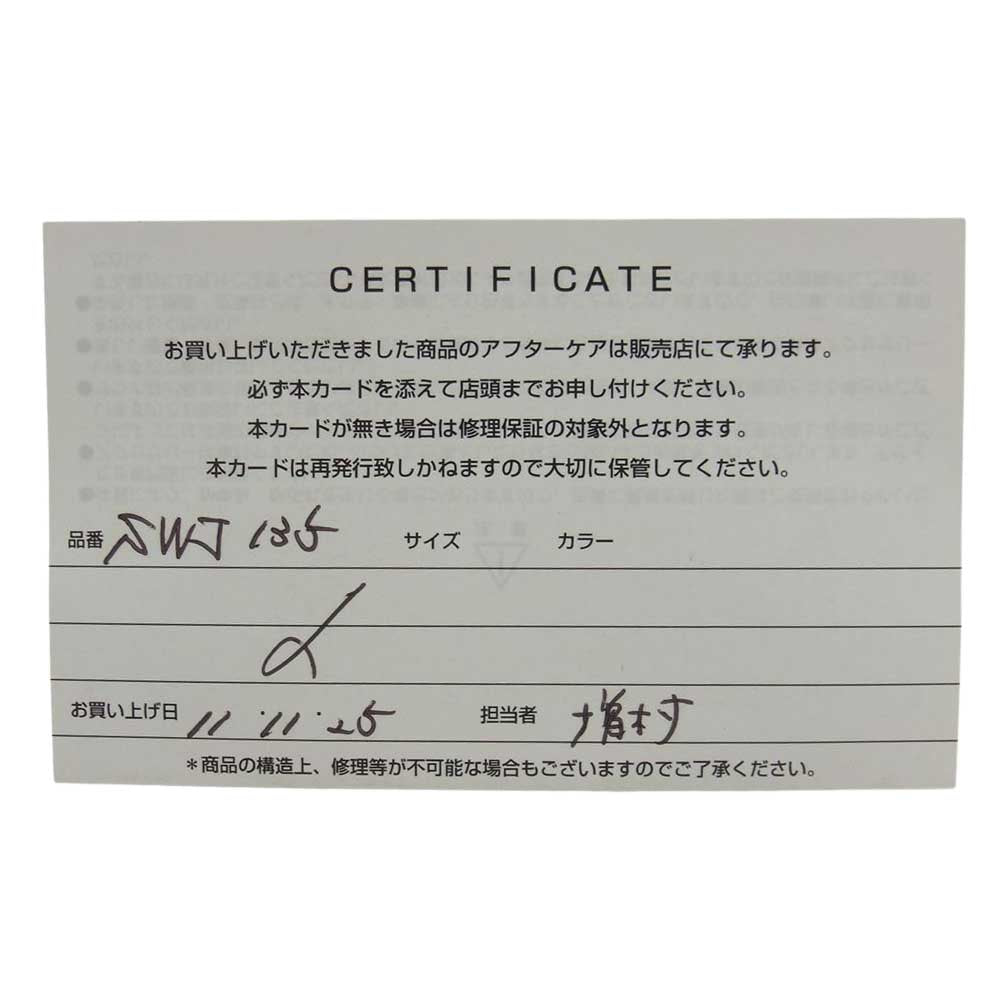 CERTIFICATE
お買い上げいただきました商品のアフターケアは販売店にて承ります。
必ず本カードを添えて店頭までお申し付けください。
本カードが無き場合は修理保証の対象外となります。
本カードは再発行致しかねますので大切に保管してください。
品番 SWJ 135 サイズ カラー
お買い上げ日 11.11.25 担当者 増村
*商品の構造上、修理等が不可能な場合もございますのでご了承ください。